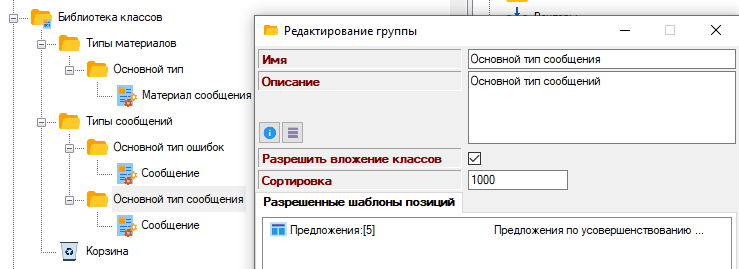 Библиотека классов
Типы материалов
Основной тип
Материал сообщения
Типы сообщений
Основной тип ошибок
Сообщение
Основной тип сообщения
Сообщение
Корзина
Редактирование группы
Имя
Основной тип сообщения
Описание
Основной тип сообщений
Разрешить вложение классов
Сортировка
1000
Разрешенные шаблоны позиций
Предложения:[5] Предложения по усовершенствованию ...